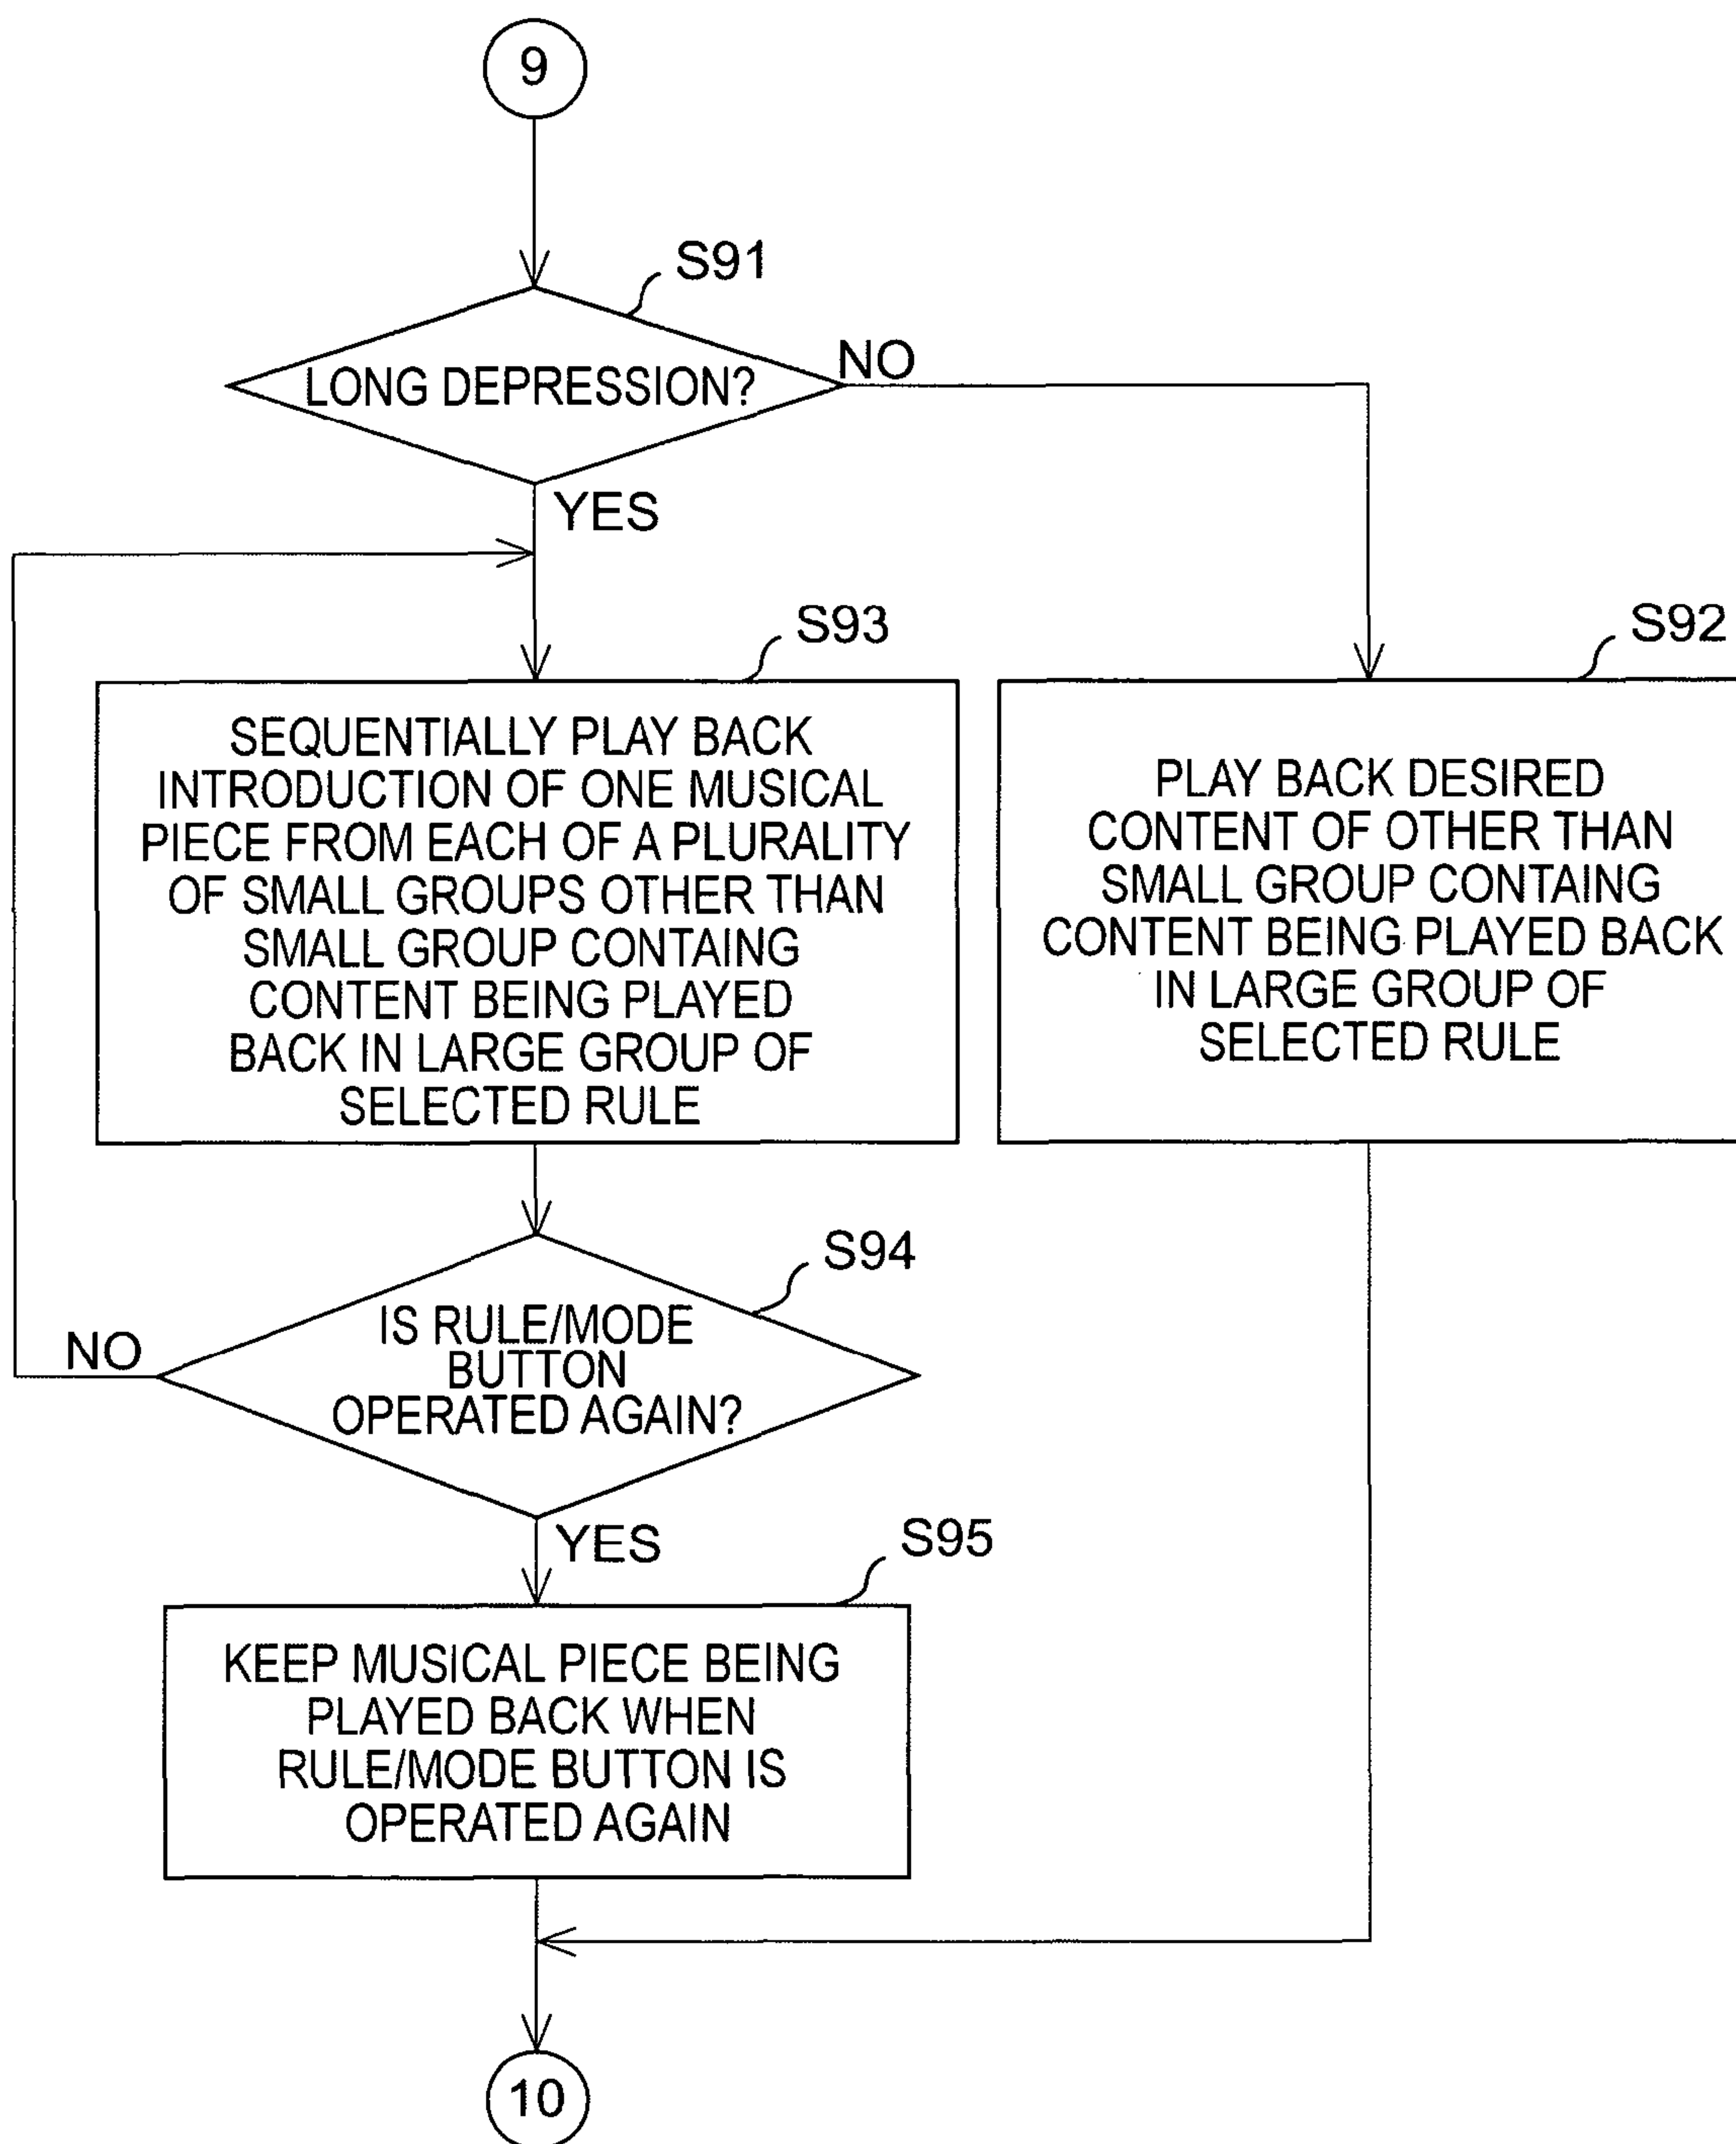 9
S91
LONG DEPRESSION?
NO
YES
S93
SEQUENTIALLY PLAY BACK
INTRODUCTION OF ONE MUSICAL
PIECE FROM EACH OF A PLURALITY
OF SMALL GROUPS OTHER THAN
SMALL GROUP CONTAING
CONTENT BEING PLAYED
BACK IN LARGE GROUP OF
SELECTED RULE
S92
PLAY BACK DESIRED
CONTENT OF OTHER THAN
SMALL GROUP CONTAING
CONTENT BEING PLAYED BACK
IN LARGE GROUP OF
SELECTED RULE
S94
IS RULE/MODE
BUTTON
OPERATED AGAIN?
NO
YES
S95
KEEP MUSICAL PIECE BEING
PLAYED BACK WHEN
RULE/MODE BUTTON IS
OPERATED AGAIN
10